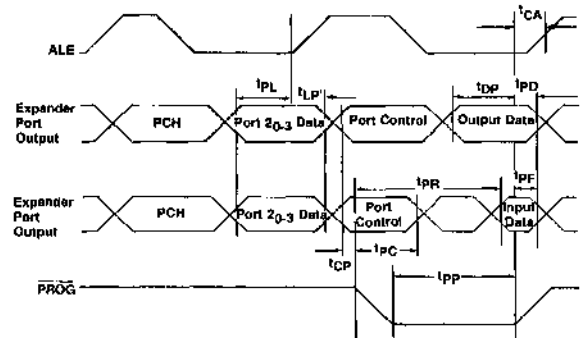 tCA
ALE
tPL
tLP
tDP
tPD
Expander
Port
Output
PCH
Port 20-3 Data
Port Control
Output Data
tPR
tPF
Expander
Port
Output
PCH
Port 20-3 Data
Port
Control
Input
Data
tCP
tPC
tPP
PROG